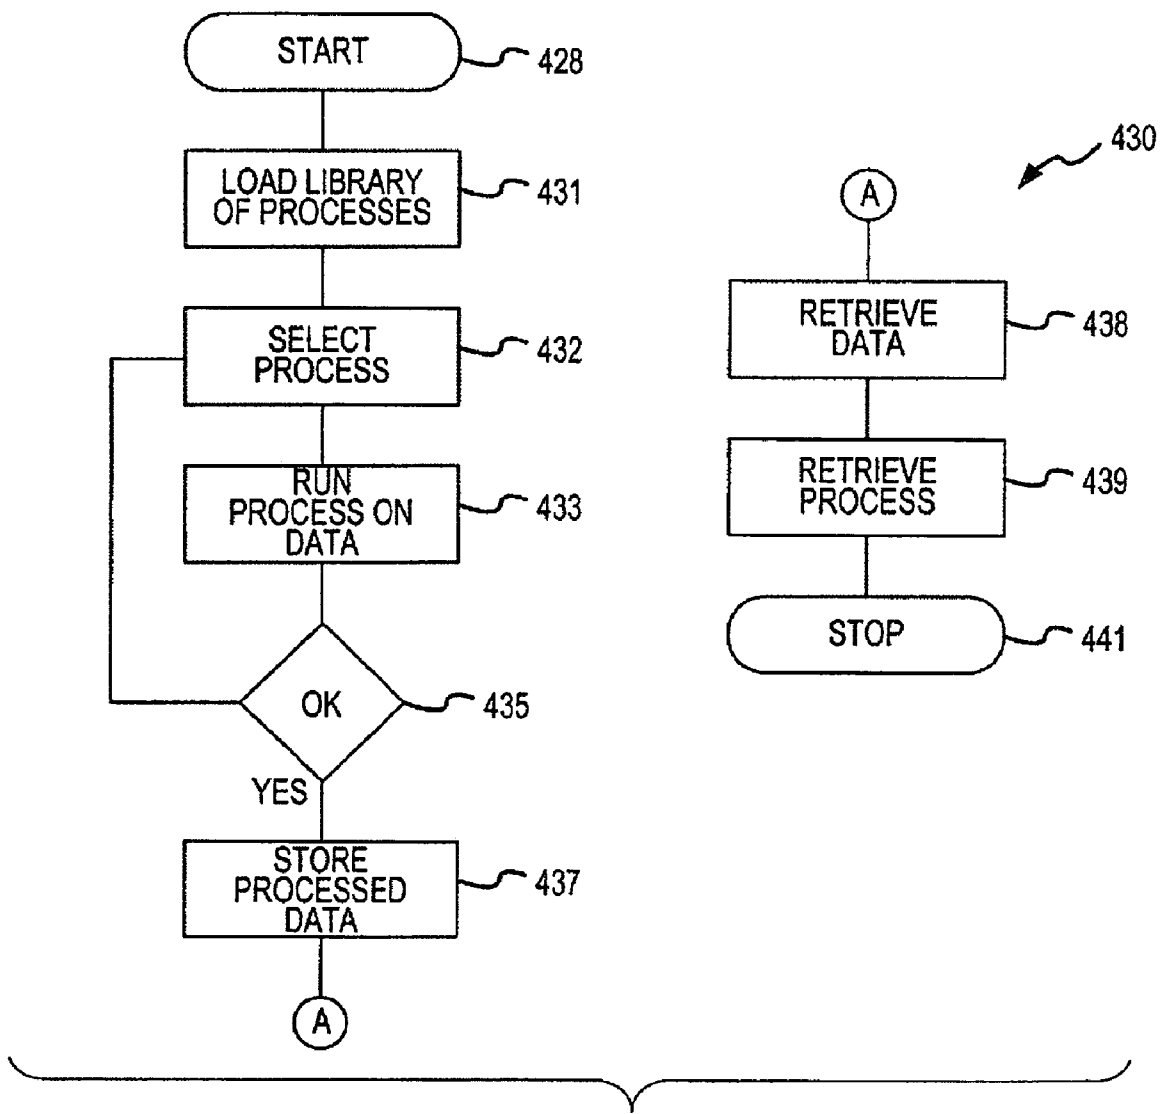 START
428
LOAD LIBRARY
OF PROCESSES
431
SELECT
PROCESS
432
RUN
PROCESS ON
DATA
433
OK
435
YES
STORE
PROCESSED
DATA
437
A
430
A
RETRIEVE
DATA
438
RETRIEVE
PROCESS
439
STOP
441